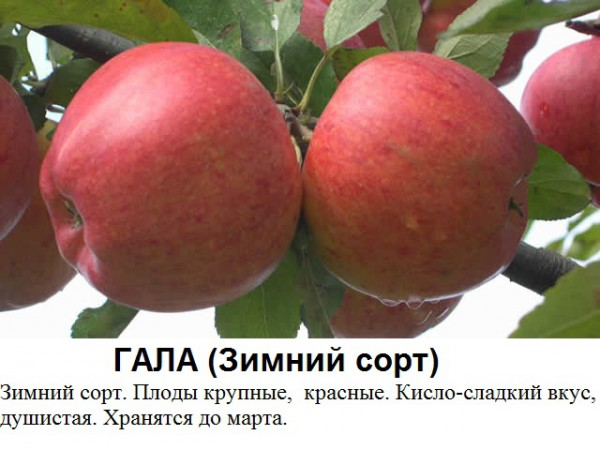 ГАЛА (Зимний сорт)
Зимний сорт. Плоды крупные, красные. Кисло-сладкий вкус,
душистая. Хранятся до марта.